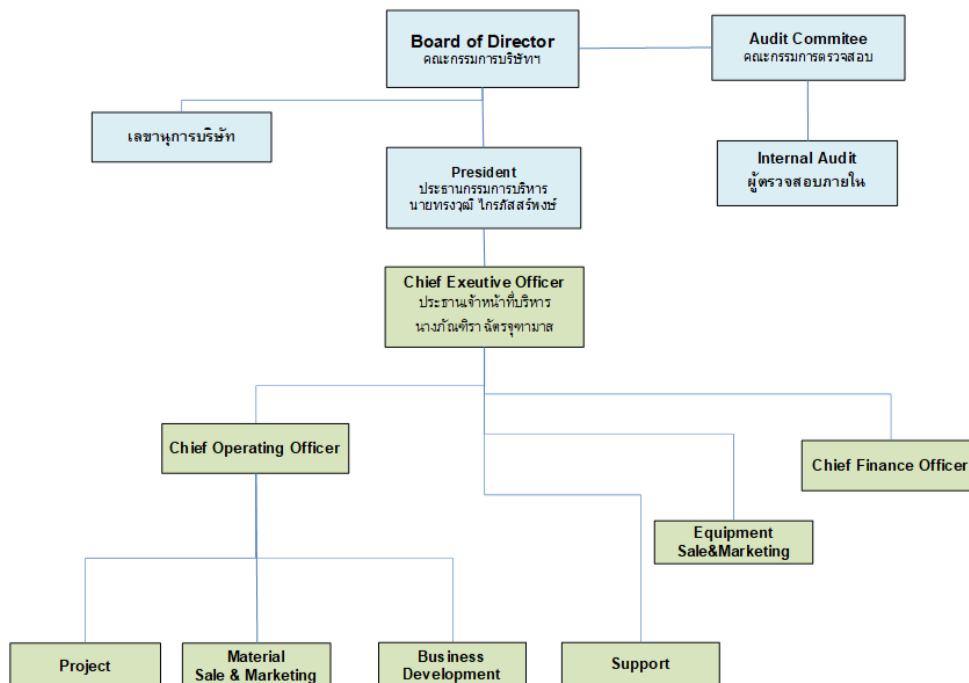 Board of Director
คณะกรรมการบริษัทฯ
Audit Commitee
คณะกรรมการตรวจสอบ
เลขานุการบริษัท
Internal Audit
ผู้ตรวจสอบภายใน
President
ประธานกรรมการบริหาร
นายทรงวุฒิ ไกรภัสสร์พงษ์
Chief Exeutive Officer
ประธานเจ้าหน้าที่บริหาร
นางภัณฑิรา ฉัตรจุฑามาส
Chief Operating Officer
Chief Finance Officer
Equipment
Sale&Marketing
Project
Material
Sale & Marketing
Business
Development
Support